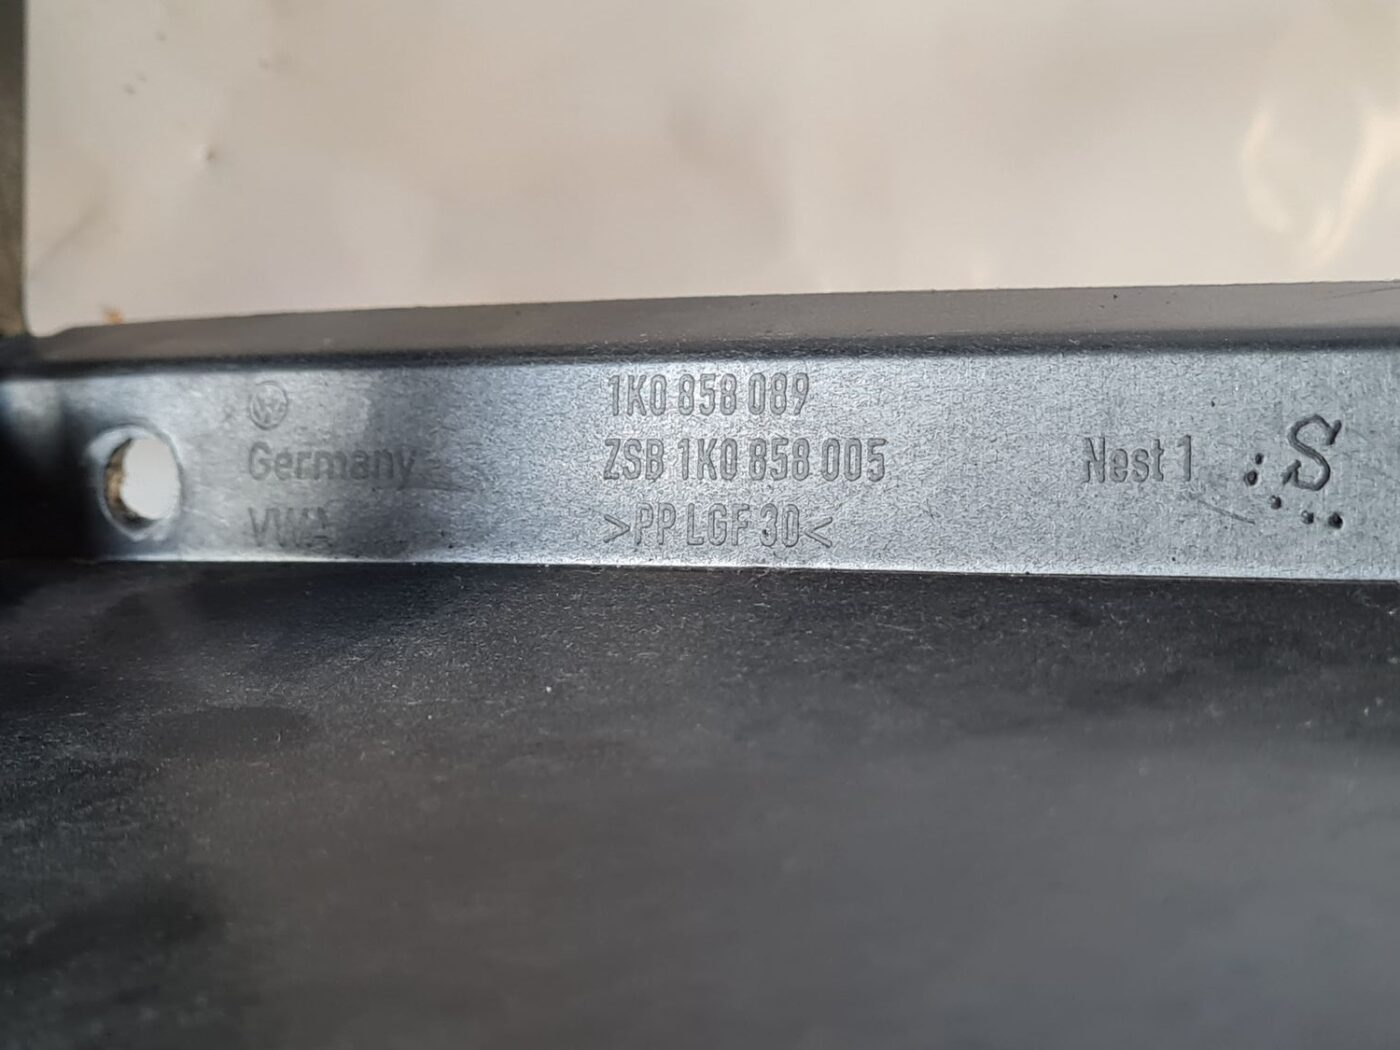 Germany
VWA
1K0 858 089
ZSB 1K0 858 005
>PP LGF 30<
Nest 1
S